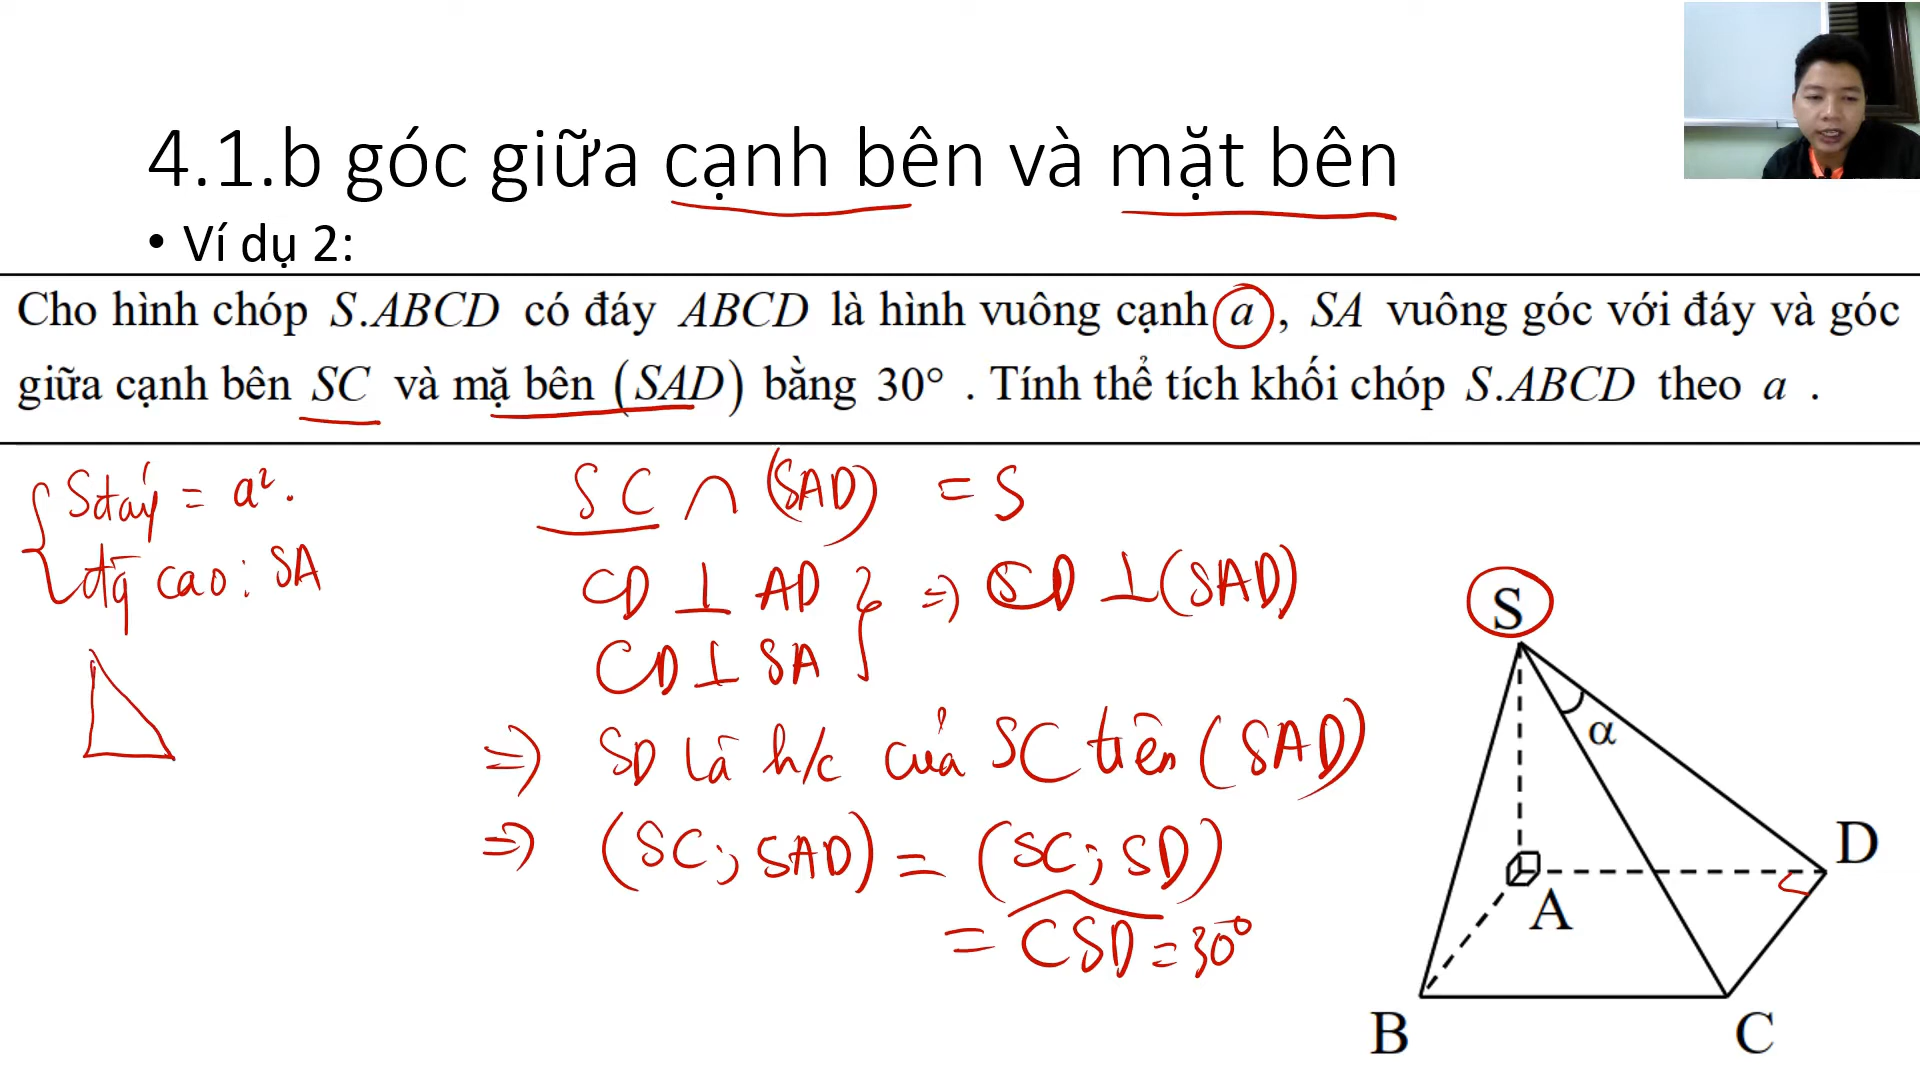 4.1.b góc giữa cạnh bên và mặt bên
• Ví dụ 2:
Cho hình chóp S.ABCD có đáy ABCD là hình vuông cạnh a , SA vuông góc với đáy và góc
giữa cạnh bên SC và mặ bên (SAD) bằng 30° . Tính thể tích khối chóp S.ABCD theo a .
Sđáy = a².
đg cao: SA
SC ∩ (SAD) = S
CD ⊥ AD } => CD ⊥ (SAD)
CD ⊥ SA
=> SD là h/c của SC trên (SAD)
=> (SC; SAD) = (SC; SD)
= CSD = 30°
S
α
D
A
B
C